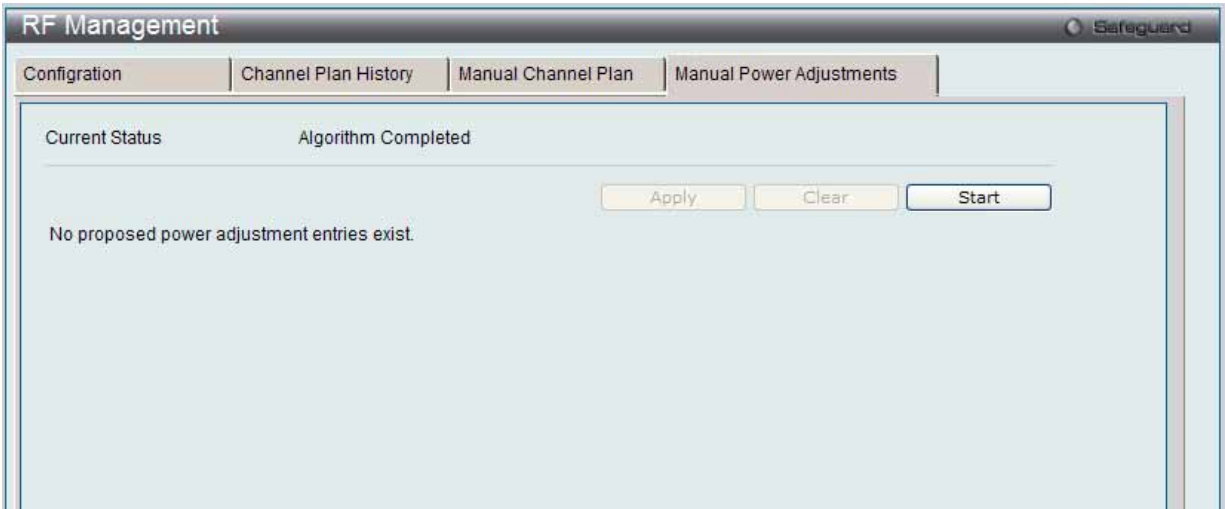 RF Management
Safeguard
Configration Channel Plan History Manual Channel Plan Manual Power Adjustments
Current Status Algorithm Completed
Apply Clear Start
No proposed power adjustment entries exist.